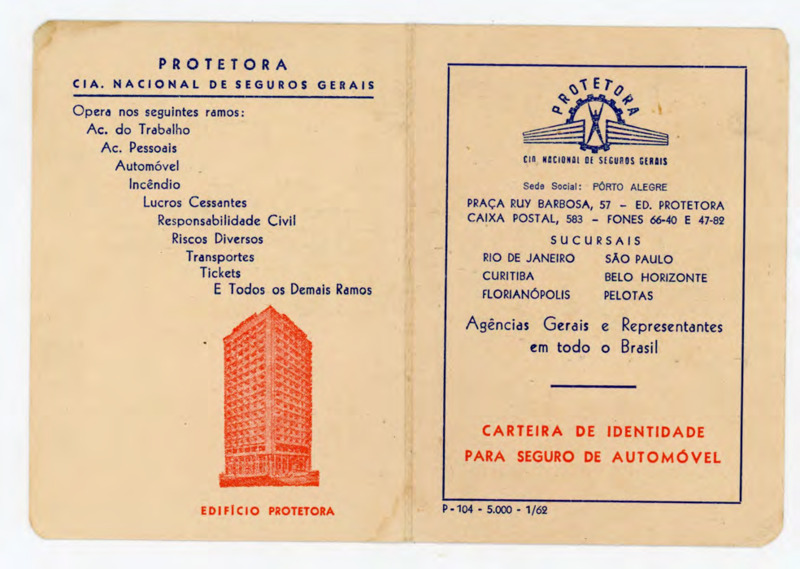 PROTETORA
CIA. NACIONAL DE SEGUROS GERAIS
Opera nos seguintes ramos:
Ac. do Trabalho
Ac. Pessoais
Automóvel
Incêndio
Lucros Cessantes
Responsabilidade Civil
Riscos Diversos
Transportes
Tickets
E Todos os Demais Ramos
EDIFÍCIO PROTETORA
PROTETORA
CIA. NACIONAL DE SEGUROS GERAIS
Sede Social: PÔRTO ALEGRE
PRAÇA RUY BARBOSA, 57 - ED. PROTETORA
CAIXA POSTAL, 583 - FONES 66-40 E 47-82
SUCURSAIS
RIO DE JANEIRO SÃO PAULO
CURITIBA BELO HORIZONTE
FLORIANÓPOLIS PELOTAS
Agências Gerais e Representantes
em todo o Brasil
CARTEIRA DE IDENTIDADE
PARA SEGURO DE AUTOMÓVEL
P-104 - 5.000 - 1/62